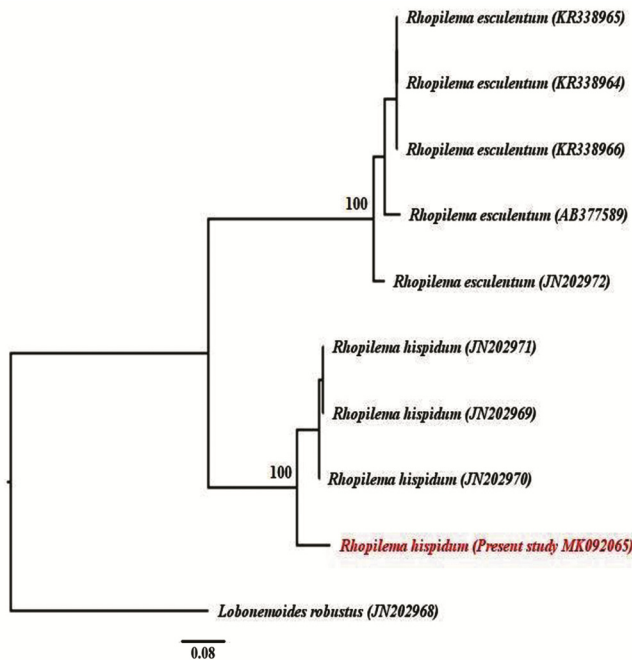 Rhopilema esculentum (KR338965)
Rhopilema esculentum (KR338964)
Rhopilema esculentum (KR338966)
100
Rhopilema esculentum (AB377589)
Rhopilema esculentum (JN202972)
Rhopilema hispidum (JN202971)
Rhopilema hispidum (JN202969)
100
Rhopilema hispidum (JN202970)
Rhopilema hispidum (Present study MK092065)
Lobonemoides robustus (JN202968)
0.08